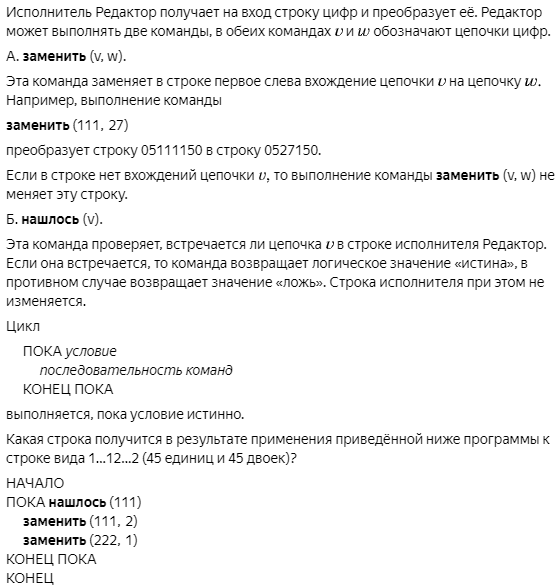 Исполнитель Редактор получает на вход строку цифр и преобразует её. Редактор
может выполнять две команды, в обеих командах v и w обозначают цепочки цифр.
А. заменить (v, w).
Эта команда заменяет в строке первое слева вхождение цепочки v на цепочку w.
Например, выполнение команды
заменить (111, 27)
преобразует строку 05111150 в строку 0527150.
Если в строке нет вхождений цепочки v, то выполнение команды заменить (v, w) не
меняет эту строку.
Б. нашлось (v).
Эта команда проверяет, встречается ли цепочка v в строке исполнителя Редактор.
Если она встречается, то команда возвращает логическое значение «истина», в
противном случае возвращает значение «ложь». Строка исполнителя при этом не
изменяется.
Цикл
ПОКА условие
последовательность команд
КОНЕЦ ПОКА
выполняется, пока условие истинно.
Какая строка получится в результате применения приведённой ниже программы к
строке вида 1...12...2 (45 единиц и 45 двоек)?
НАЧАЛО
ПОКА нашлось (111)
заменить (111, 2)
заменить (222, 1)
КОНЕЦ ПОКА
КОНЕЦ